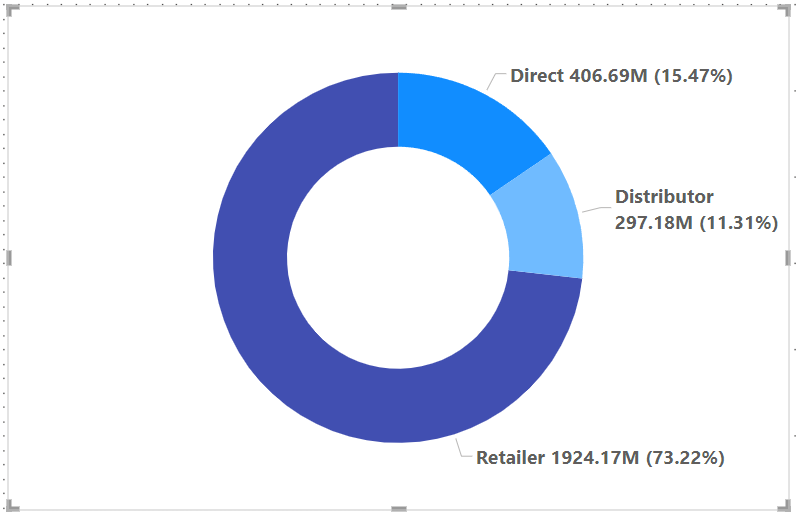 Direct 406.69M (15.47%)
Distributor
297.18M (11.31%)
Retailer 1924.17M (73.22%)